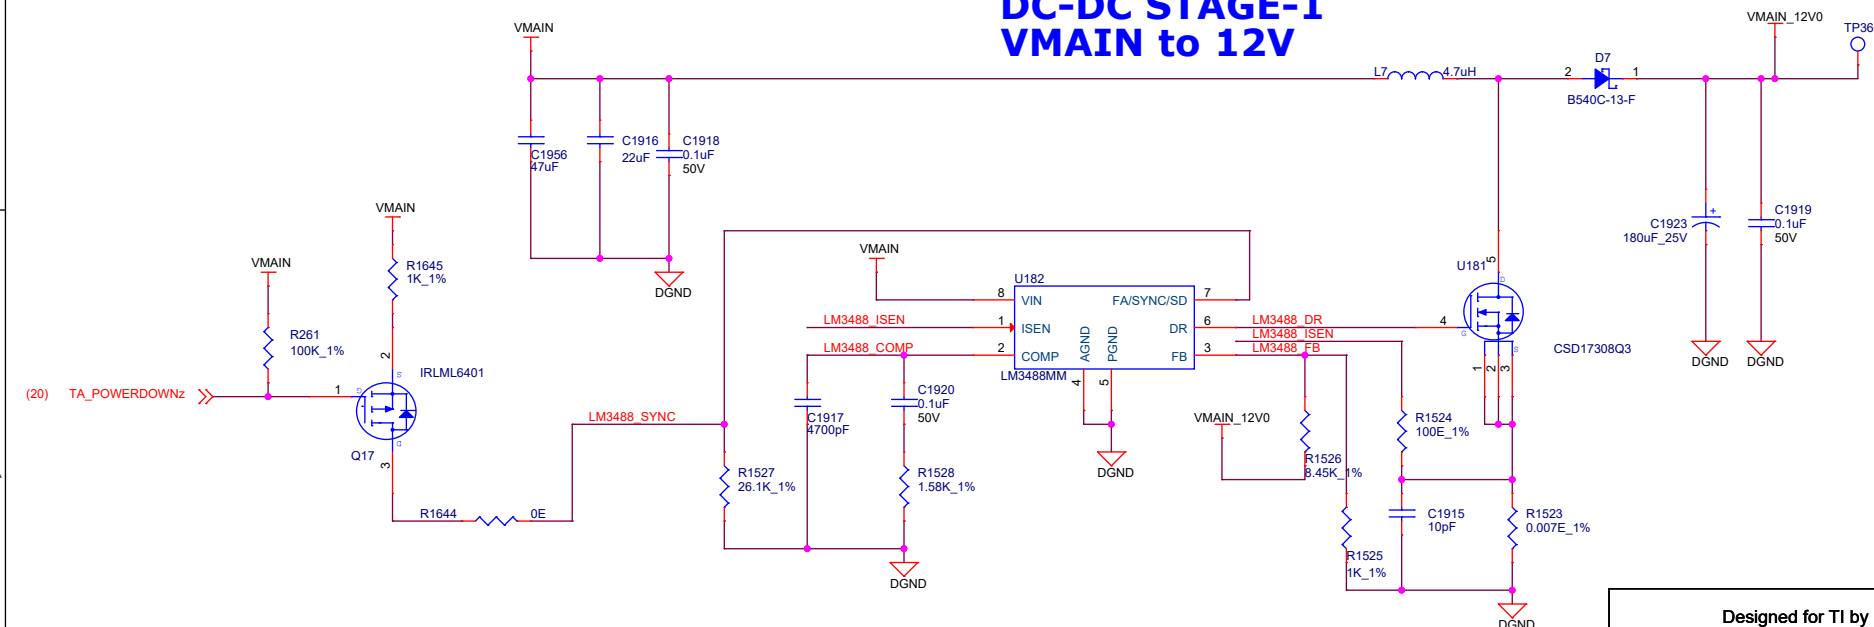 DC-DC STAGE-1
VMAIN to 12V
VMAIN
VMAIN_12V0
TP36
L7
4.7uH
D7
2
1
B540C-13-F
C1956
47uF
C1916
22uF
C1918
0.1uF
50V
DGND
C1923
180uF_25V
+
C1919
0.1uF
50V
DGND
DGND
VMAIN
R1645
1K_1%
VMAIN
R261
100K_1%
(20)
TA_POWERDOWNz
1
2
3
G
S
D
IRLML6401
Q17
R1644
0E
LM3488_SYNC
R1527
26.1K_1%
VMAIN
U182
8
VIN
FA/SYNC/SD
7
LM3488_ISEN
1
ISEN
DR
6
LM3488_DR
LM3488_ISEN
LM3488_COMP
2
COMP
AGND
PGND
FB
3
LM3488_FB
LM3488MM
4
5
DGND
C1917
4700pF
C1920
0.1uF
50V
R1528
1.58K_1%
DGND
VMAIN_12V0
R1526
8.45K_1%
R1525
1K_1%
R1524
100E_1%
C1915
10pF
R1523
0.007E_1%
DGND
U181
5
4
D
G
S
1
2
3
CSD17308Q3
Designed for TI by